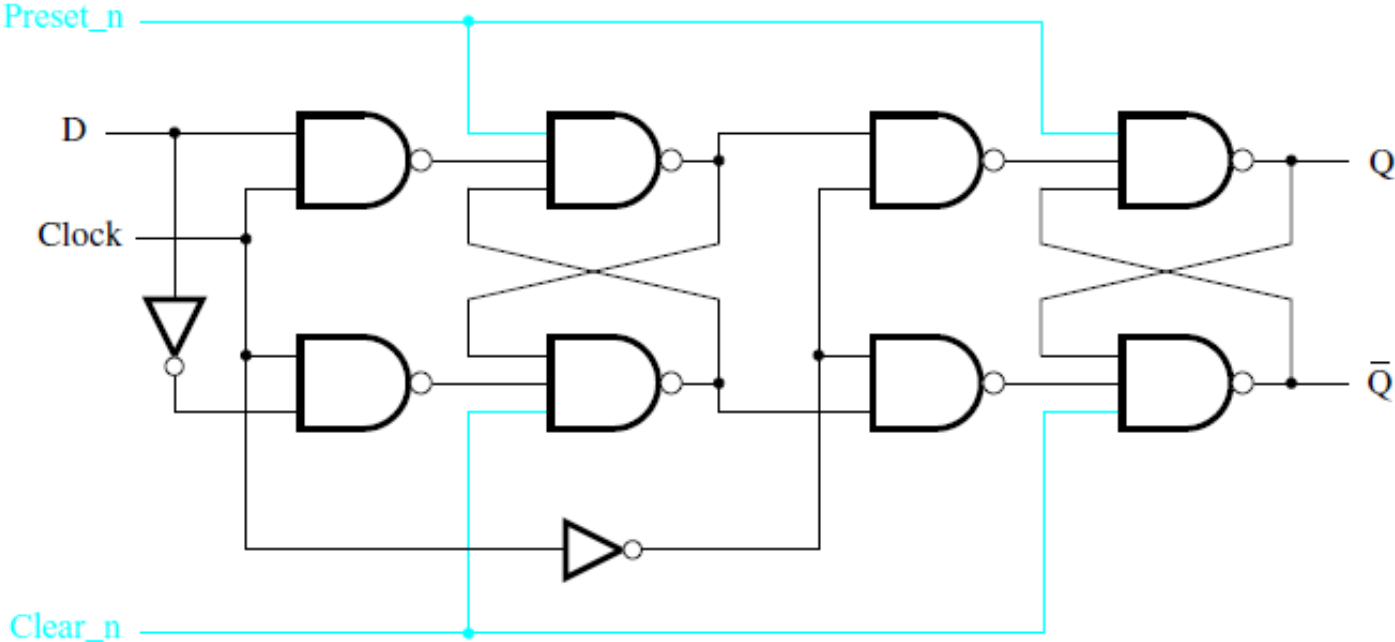 Preset_n
D
Q
Clock
Q̅
Clear_n